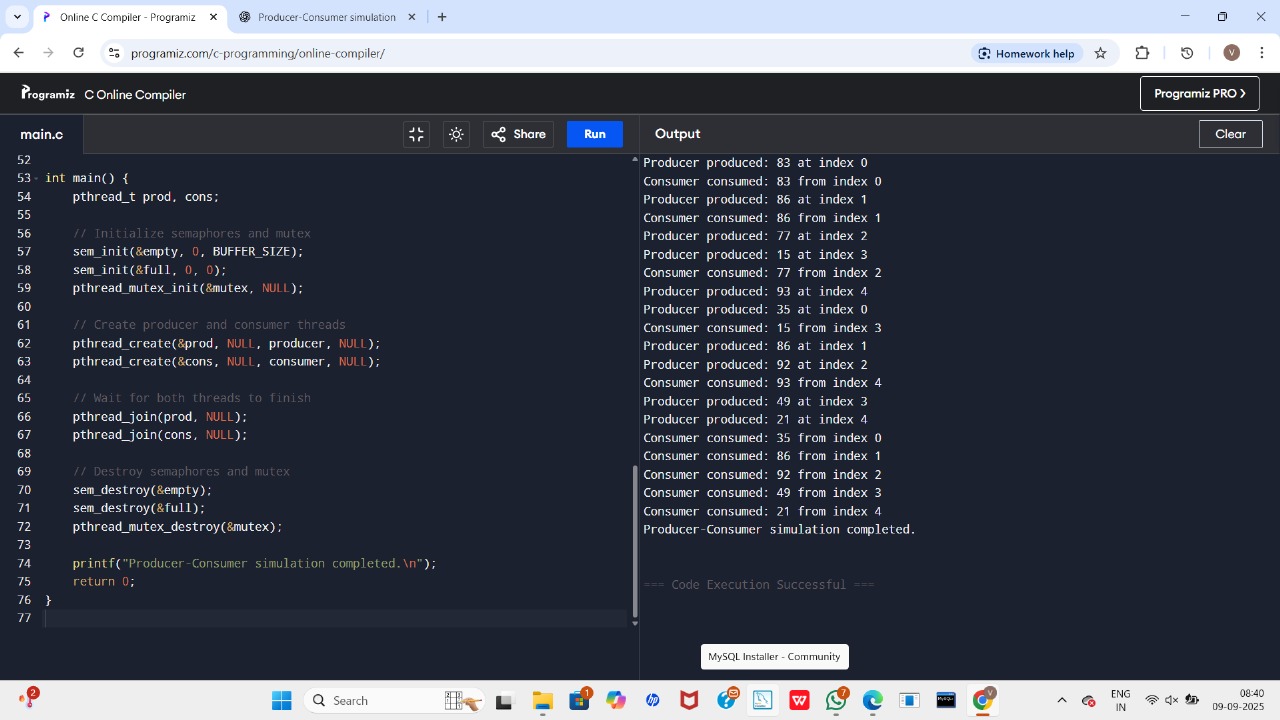 Online C Compiler - Programiz
Producer-Consumer simulation
programiz.com/c-programming/online-compiler/
Homework help
V
Programiz C Online Compiler
Programiz PRO
main.c
Share
Run
Output
Clear
52
53 int main() {
54 pthread_t prod, cons;
55
56 // Initialize semaphores and mutex
57 sem_init(&empty, 0, BUFFER_SIZE);
58 sem_init(&full, 0, 0);
59 pthread_mutex_init(&mutex, NULL);
60
61 // Create producer and consumer threads
62 pthread_create(&prod, NULL, producer, NULL);
63 pthread_create(&cons, NULL, consumer, NULL);
64
65 // Wait for both threads to finish
66 pthread_join(prod, NULL);
67 pthread_join(cons, NULL);
68
69 // Destroy semaphores and mutex
70 sem_destroy(&empty);
71 sem_destroy(&full);
72 pthread_mutex_destroy(&mutex);
73
74 printf("Producer-Consumer simulation completed.\n");
75 return 0;
76 }
77
Producer produced: 83 at index 0
Consumer consumed: 83 from index 0
Producer produced: 86 at index 1
Consumer consumed: 86 from index 1
Producer produced: 77 at index 2
Producer produced: 15 at index 3
Consumer consumed: 77 from index 2
Producer produced: 93 at index 4
Producer produced: 35 at index 0
Consumer consumed: 15 from index 3
Producer produced: 86 at index 1
Producer produced: 92 at index 2
Consumer consumed: 93 from index 4
Producer produced: 49 at index 3
Producer produced: 21 at index 4
Consumer consumed: 35 from index 0
Consumer consumed: 86 from index 1
Consumer consumed: 92 from index 2
Consumer consumed: 49 from index 3
Consumer consumed: 21 from index 4
Producer-Consumer simulation completed.
=== Code Execution Successful ===
MySQL Installer - Community
2
Search
1
hp
7
V
ENG
IN
08:40
09-09-2025